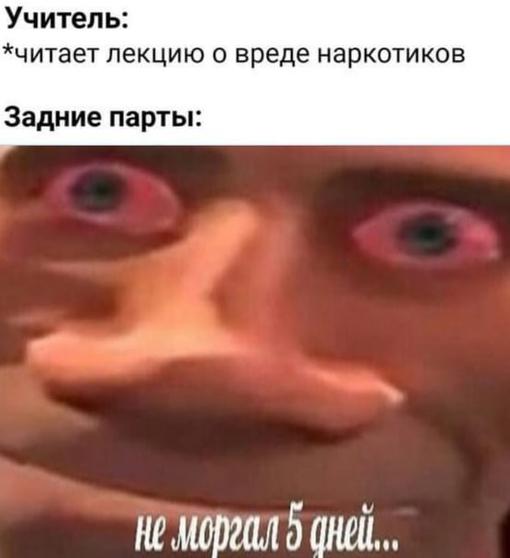 Учитель:
*читает лекцию о вреде наркотиков
Задние парты:
не моргал 5 дней...